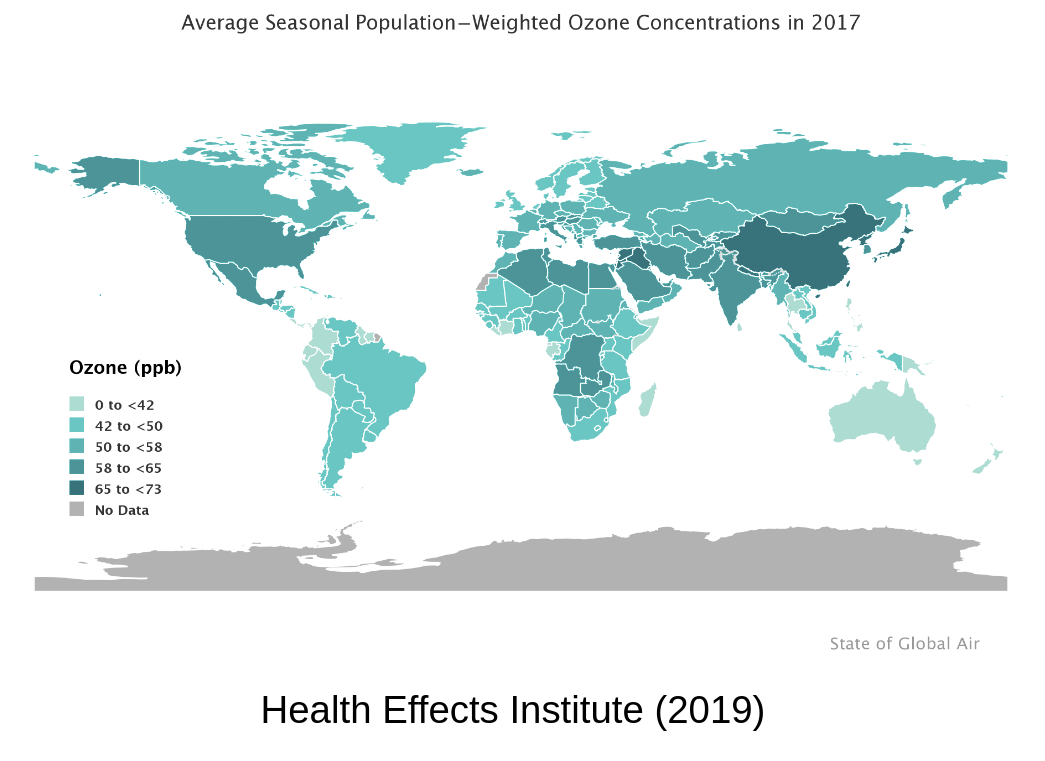 Average Seasonal Population−Weighted Ozone Concentrations in 2017
Ozone (ppb)
0 to <42
42 to <50
50 to <58
58 to <65
65 to <73
No Data
State of Global Air
Health Effects Institute (2019)